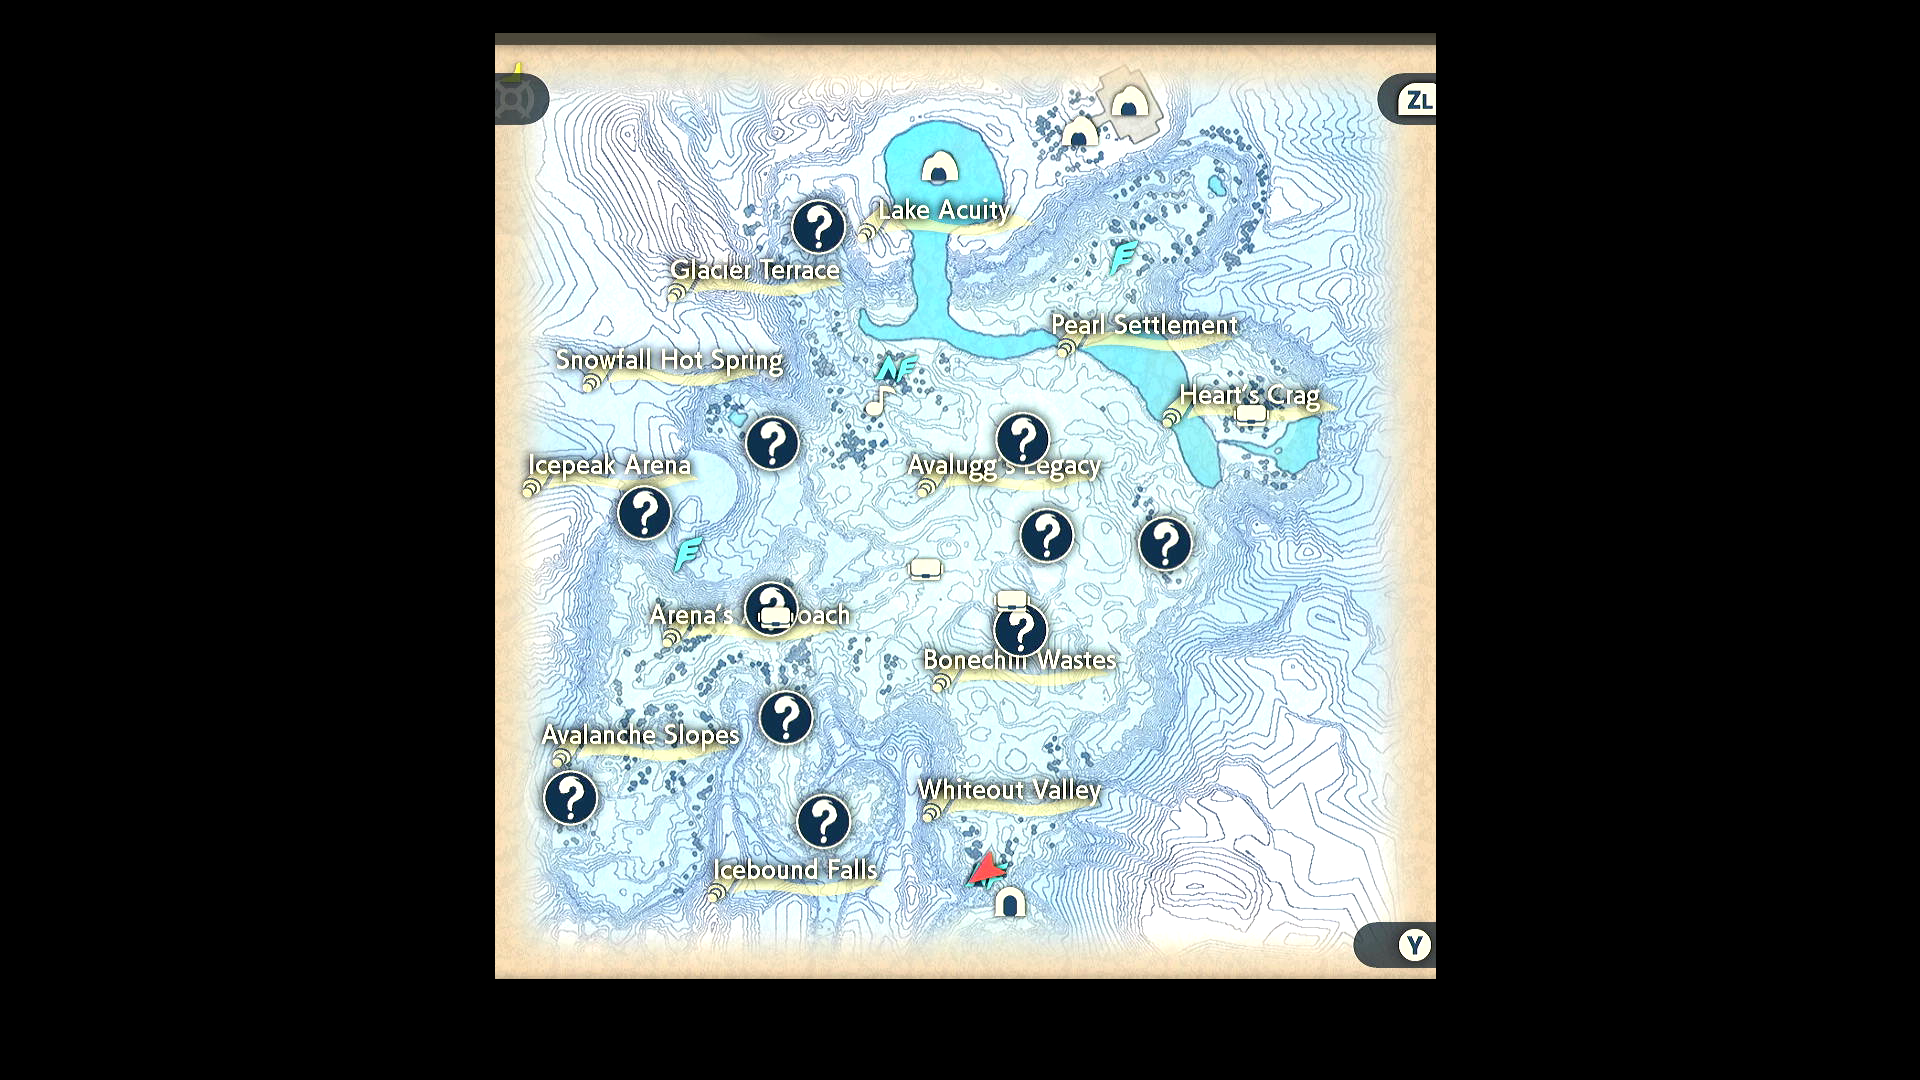 ZL
Lake Acuity
?
Glacier Terrace
Pearl Settlement
Snowfall Hot Spring
Heart's Crag
?
?
Icepeak Arena
Avalugg's Legacy
?
?
?
?
Arena's oach
?
Bonechill Wastes
?
Avalanche Slopes
?
Whiteout Valley
?
Icebound Falls
Y